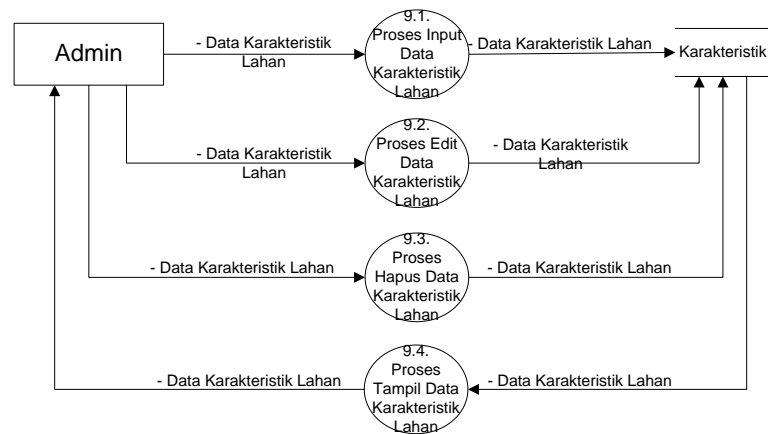 Admin
- Data Karakteristik
Lahan
9.1.
Proses Input
Data
Karakteristik
Lahan
- Data Karakteristik Lahan
Karakteristik
- Data Karakteristik
Lahan
9.2.
Proses Edit
Data
Karakteristik
Lahan
- Data Karakteristik
Lahan
- Data Karakteristik Lahan
9.3.
Proses
Hapus Data
Karakteristik
Lahan
- Data Karakteristik Lahan
- Data Karakteristik Lahan
9.4.
Proses
Tampil Data
Karakteristik
Lahan
- Data Karakteristik Lahan